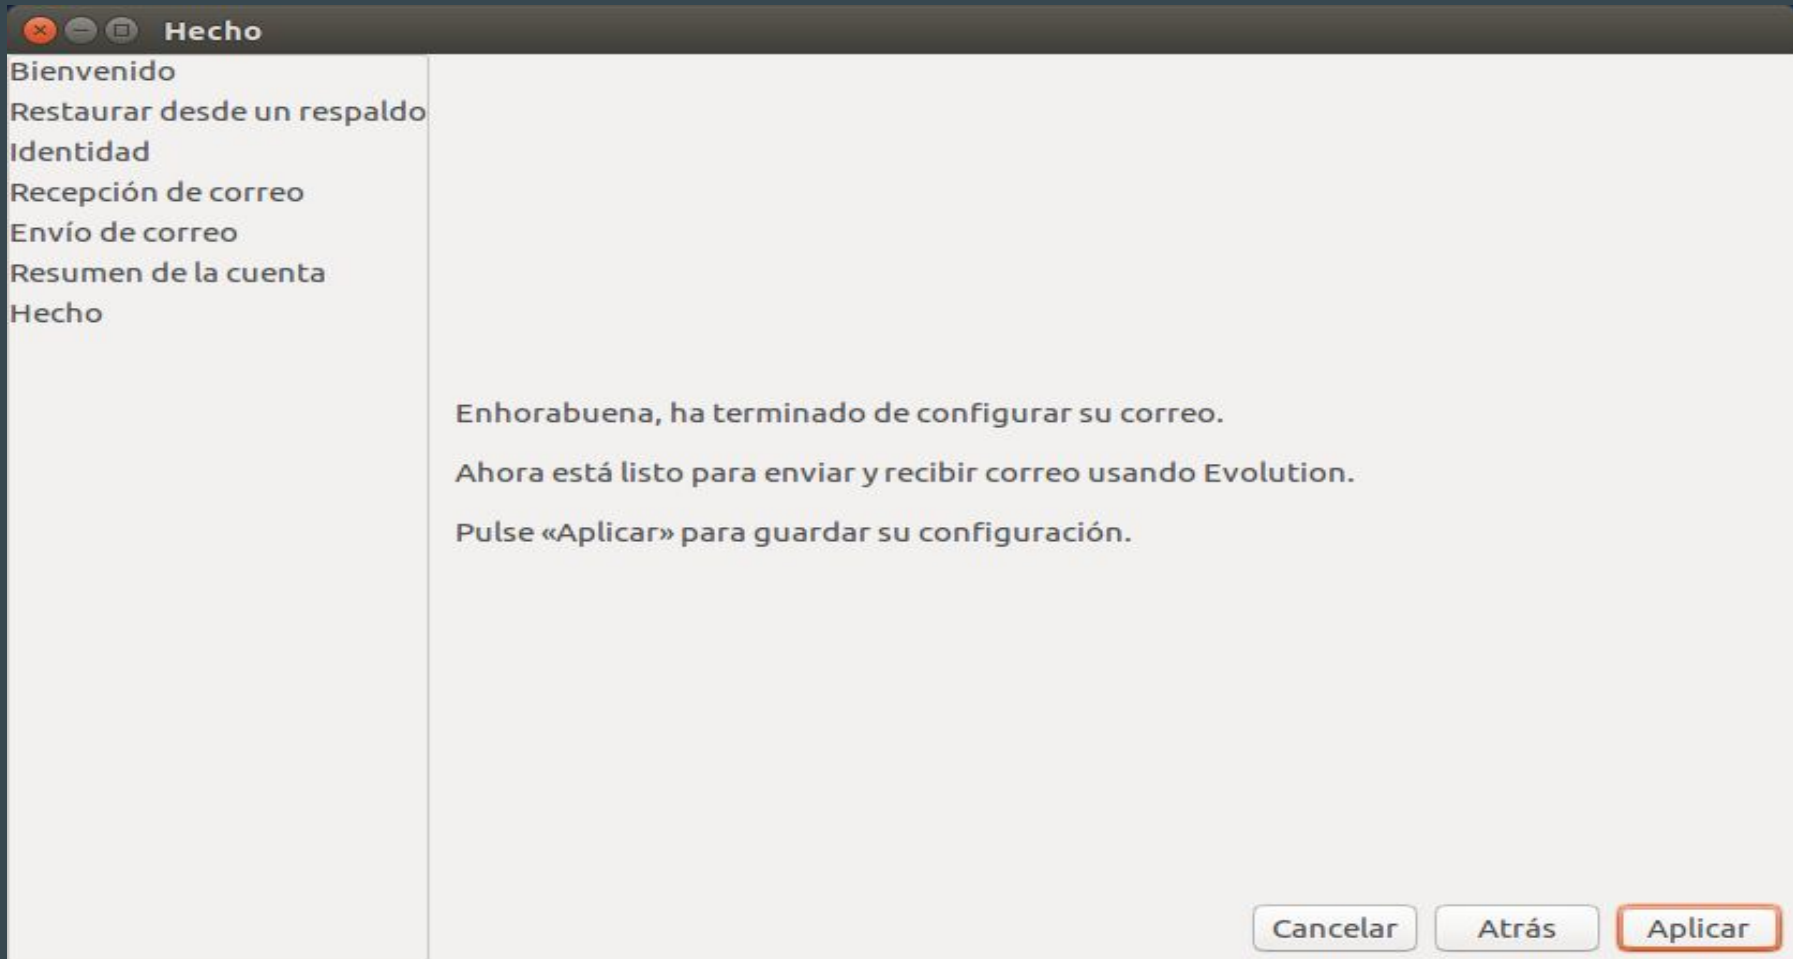 Hecho
Bienvenido
Restaurar desde un respaldo
Identidad
Recepción de correo
Envío de correo
Resumen de la cuenta
Hecho
Enhorabuena, ha terminado de configurar su correo.
Ahora está listo para enviar y recibir correo usando Evolution.
Pulse «Aplicar» para guardar su configuración.
Cancelar
Atrás
Aplicar